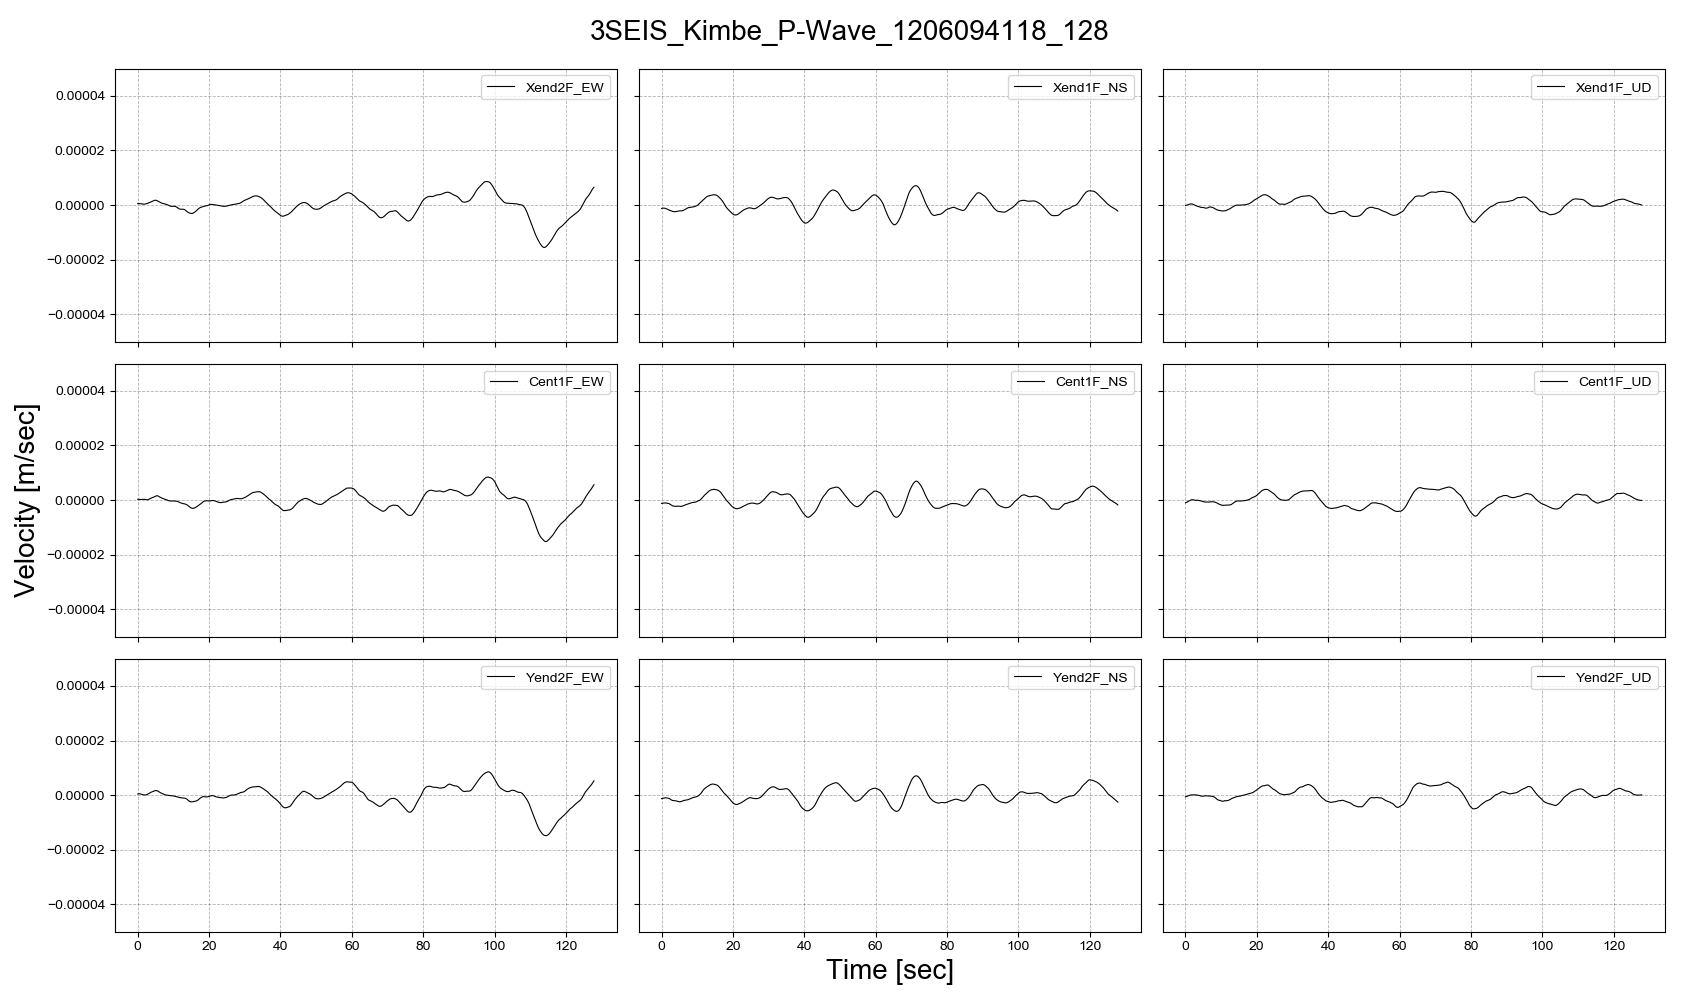 3SEIS_Kimbe_P-Wave_1206094118_128
Xend2F_EW
Xend1F_NS
Xend1F_UD
0.00004
0.00002
0.00000
−0.00002
−0.00004
Cent1F_EW
Cent1F_NS
Cent1F_UD
0.00004
0.00002
0.00000
−0.00002
−0.00004
Velocity [m/sec]
Yend2F_EW
Yend2F_NS
Yend2F_UD
0.00004
0.00002
0.00000
−0.00002
−0.00004
0 20 40 60 80 100 120
0 20 40 60 80 100 120
0 20 40 60 80 100 120
Time [sec]